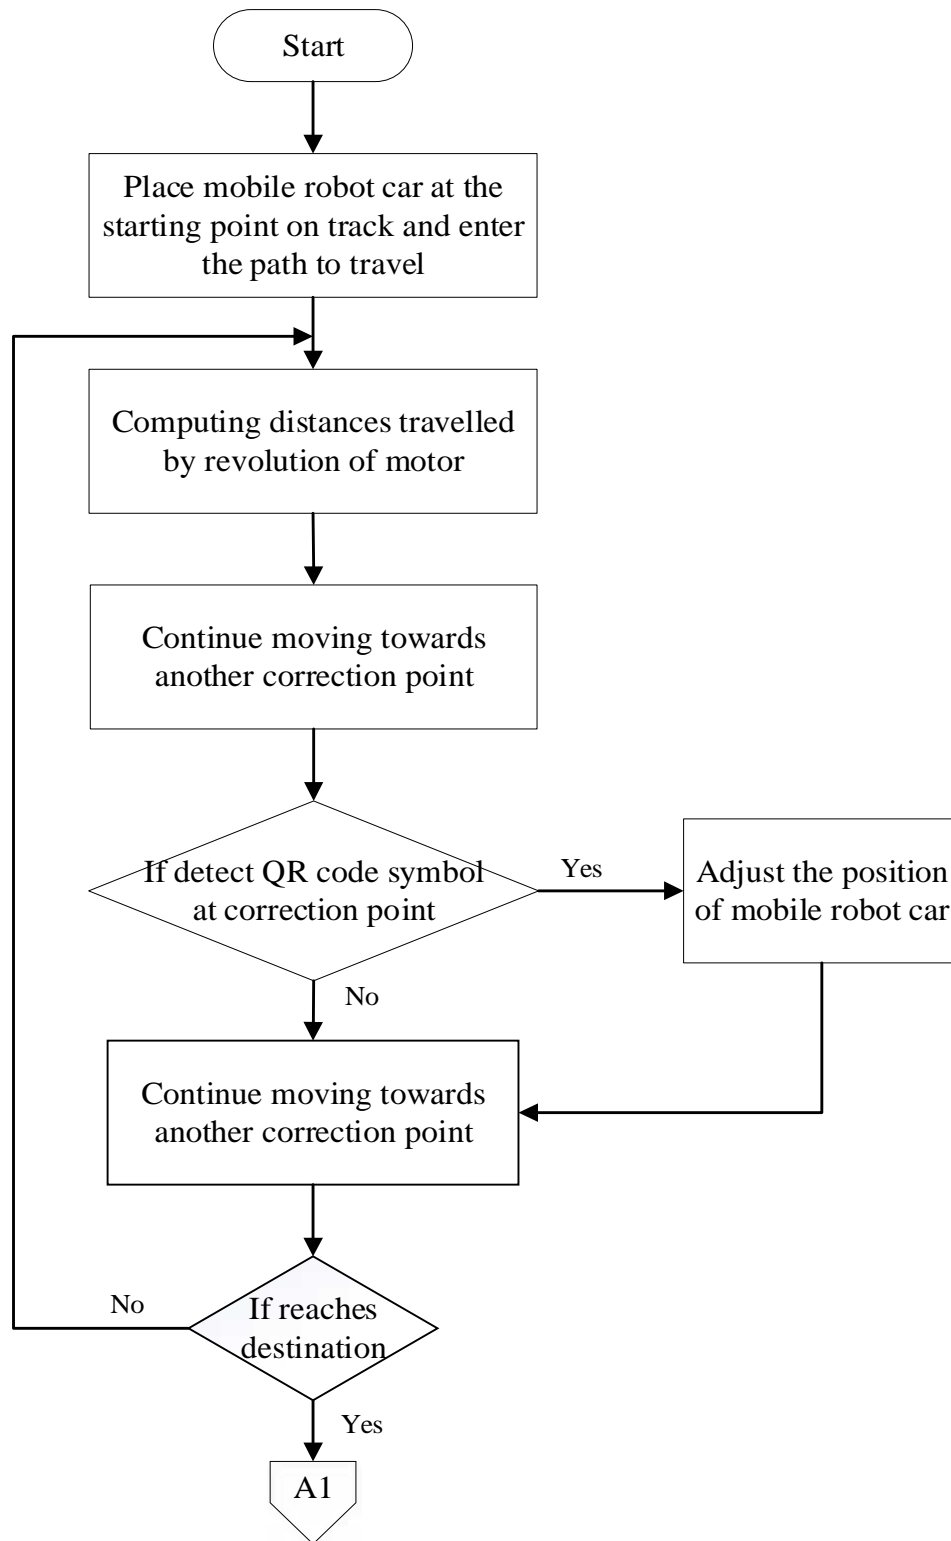 Start
Place mobile robot car at the
starting point on track and enter
the path to travel
Computing distances travelled
by revolution of motor
Continue moving towards
another correction point
If detect QR code symbol
at correction point
Yes
Adjust the position
of mobile robot car
No
Continue moving towards
another correction point
No
If reaches
destination
Yes
A1